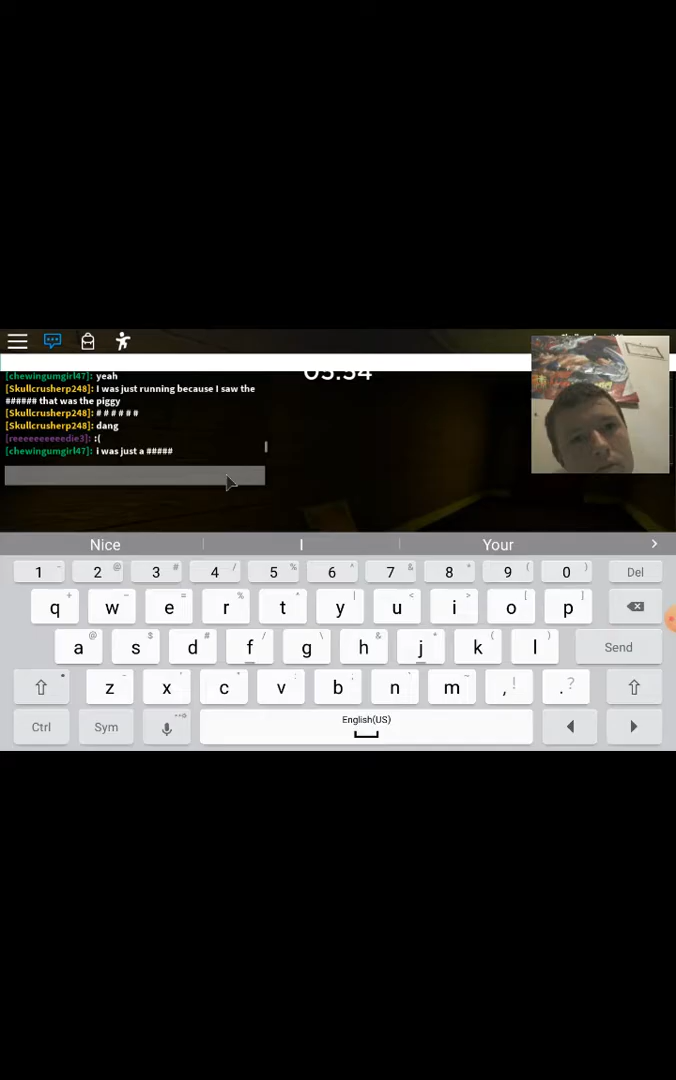 [chewingumgirl47]: yeah
[Skullcrusherp248]: I was just running because I saw the
###### that was the piggy
[Skullcrusherp248]: # # # # # #
[Skullcrusherp248]: dang
[reeeeeeeeeedie3]: :(
[chewingumgirl47]: i was just a #####
Nice I Your >
1 - 2 @ 3 # 4 / 5 % 6 ^ 7 & 8 * 9 ( 0 ) Del
q + w ~ e = r % t ^ y | u < i > o [ p ]
a @ s $ d # f / g \ h & j * k ( l ) Send
z - x ' c " v : b ; n m , ! . ?
Ctrl Sym English(US)